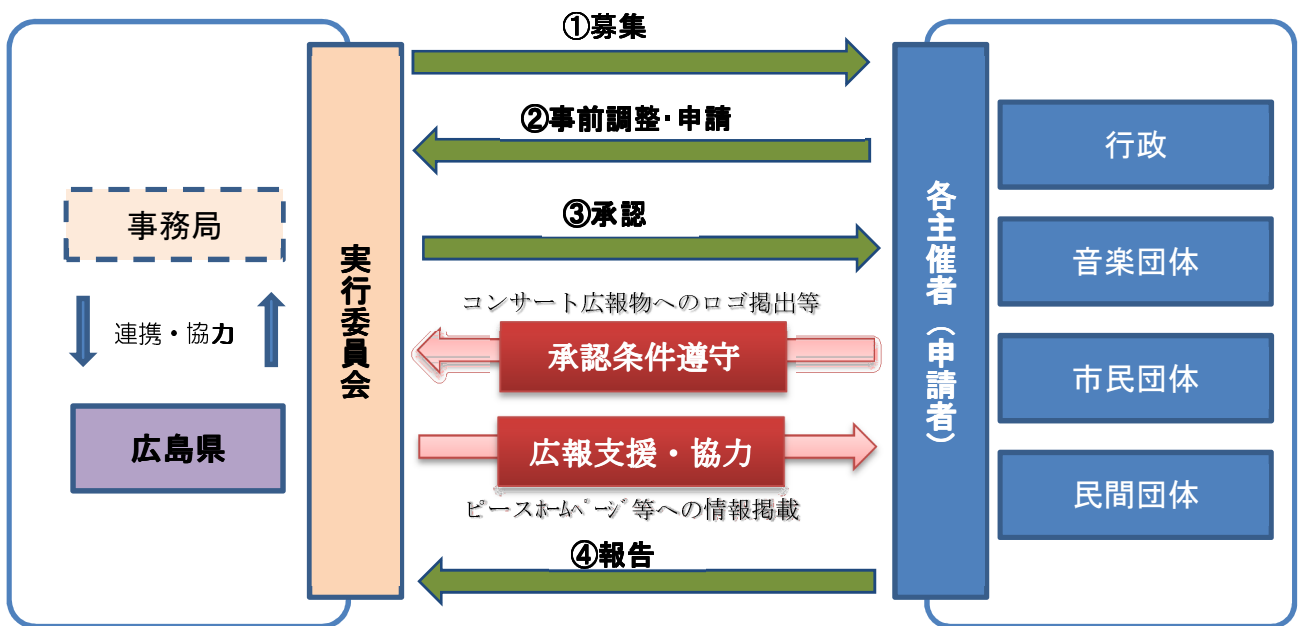 ①募集
②事前調整・申請
③承認
コンサート広報物へのロゴ掲出等
承認条件遵守
広報支援・協力
ピースホームページ等への情報掲載
④報告
事務局
連携・協力
広島県
実行委員会
各主催者（申請者）
行政
音楽団体
市民団体
民間団体